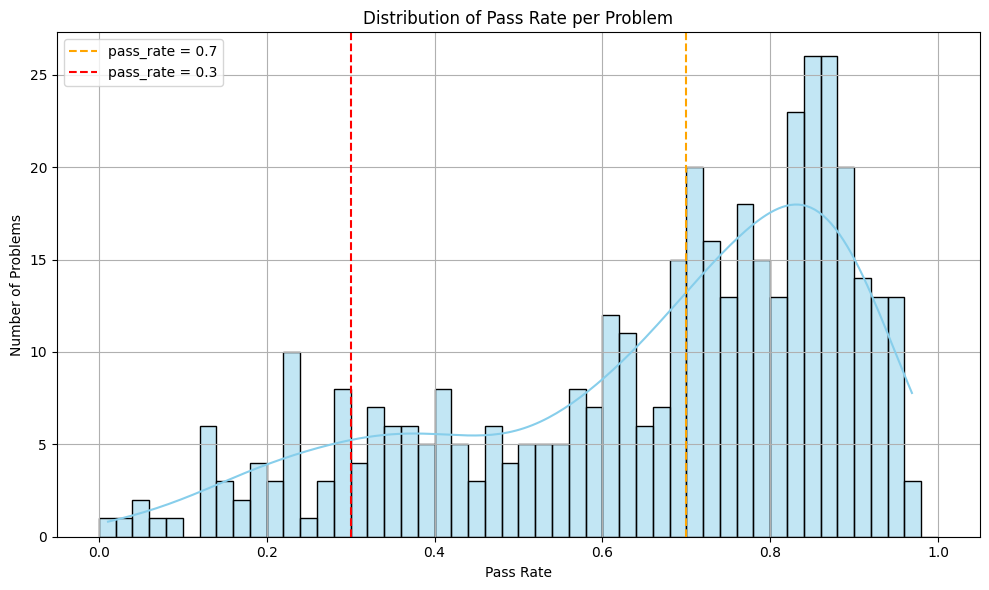 Distribution of Pass Rate per Problem
pass_rate = 0.7
pass_rate = 0.3
Number of Problems
25
20
15
10
5
0
0.0 0.2 0.4 0.6 0.8 1.0
Pass Rate